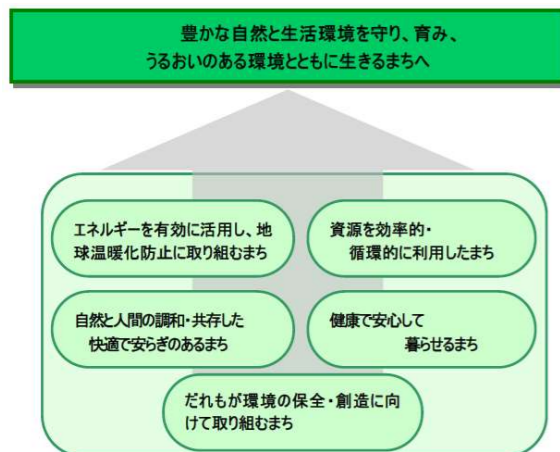 豊かな自然と生活環境を守り、育み、
うるおいのある環境とともに生きるまちへ
エネルギーを有効に活用し、地
球温暖化防止に取り組むまち
資源を効率的・
循環的に利用したまち
自然と人間の調和・共存した
快適で安らぎのあるまち
健康で安心して
暮らせるまち
だれもが環境の保全・創造に向
けて取り組むまち